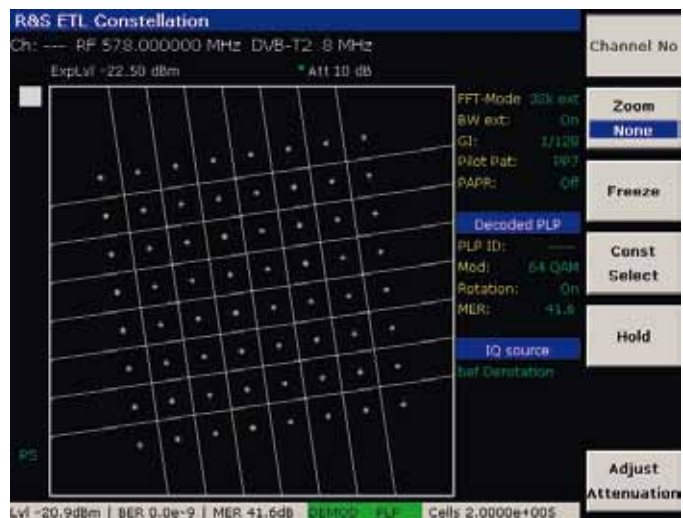 R&S ETL Constellation
Ch: --- RF 578.000000 MHz DVB-T2 8 MHz
ExpLvl -22.50 dBm * Att 10 dB
FFT-Mode 32k ext
BW ext: On
GI: 1/128
Pilot Pat: PP7
PAPR: Off
Decoded PLP
PLP ID: ----
Mod: 64 QAM
Rotation: On
MER: 41.6
IQ source
bef Derotation
PS
Lvl -20.9dBm | BER 0.0e-9 | MER 41.6dB DEMOD PLP Cells 2.0000e+005
Channel No
Zoom
None
Freeze
Const
Select
Hold
Adjust
Attenuation